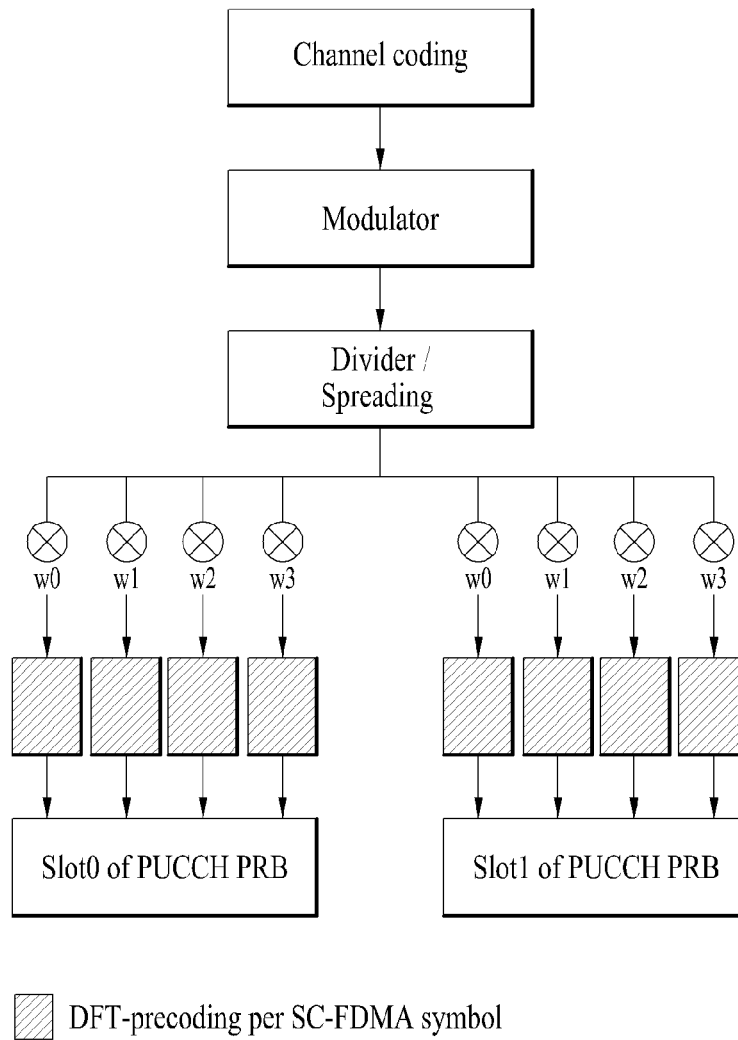 Channel coding
Modulator
Divider /
Spreading
w0 w1 w2 w3 w0 w1 w2 w3
Slot0 of PUCCH PRB Slot1 of PUCCH PRB
DFT-precoding per SC-FDMA symbol